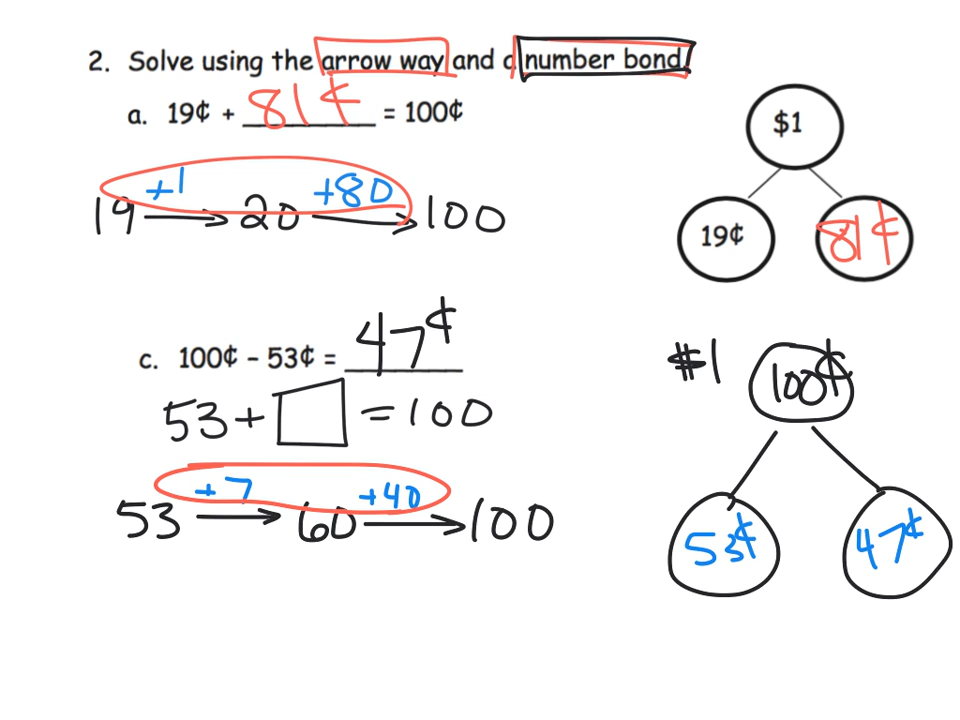 2. Solve using the arrow way and a number bond.
a. 19¢ + 81¢ = 100¢
$1
19¢
81¢
+1 +80
19 → 20 → 100
c. 100¢ - 53¢ = 47¢
53 + □ = 100
+7 +40
53 → 60 → 100
$1
100¢
53¢
47¢